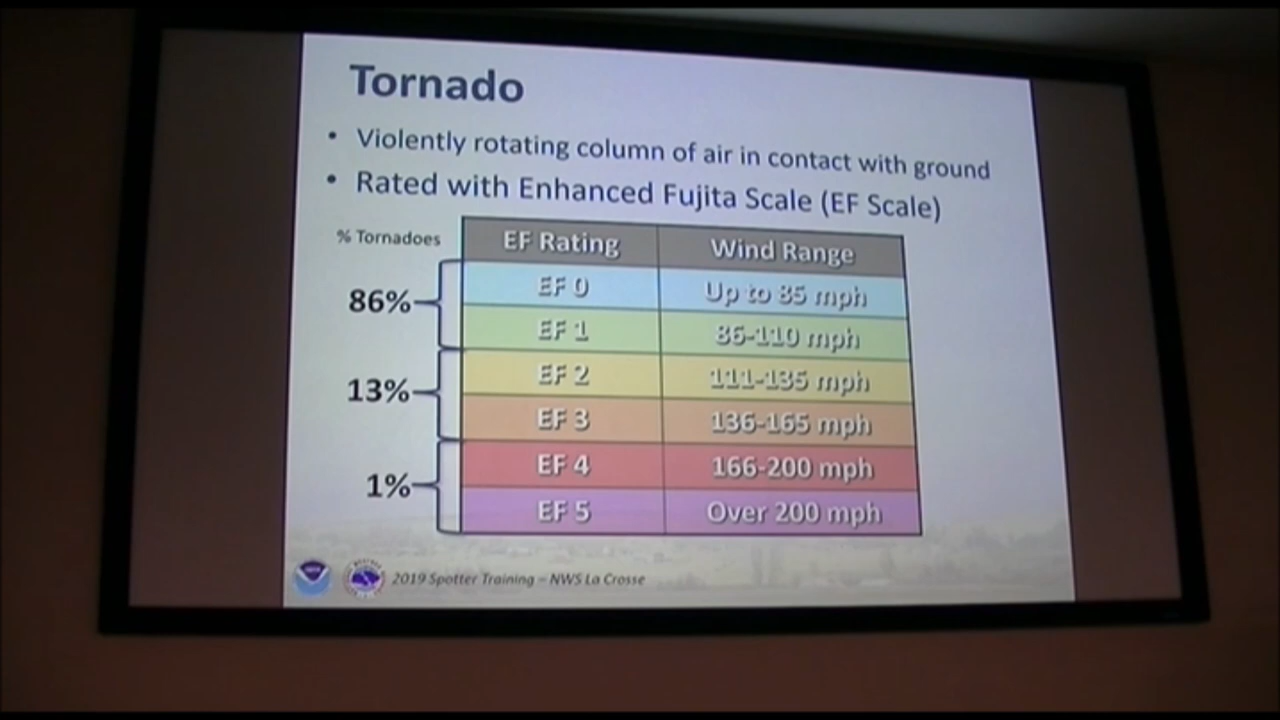 Tornado
• Violently rotating column of air in contact with ground
• Rated with Enhanced Fujita Scale (EF Scale)
% Tornadoes EF Rating Wind Range
86%
EF 0 Up to 85 mph
EF 1 86-110 mph
13%
EF 2 111-135 mph
EF 3 136-165 mph
1%
EF 4 166-200 mph
EF 5 Over 200 mph
2019 Spotter Training – NWS La Crosse